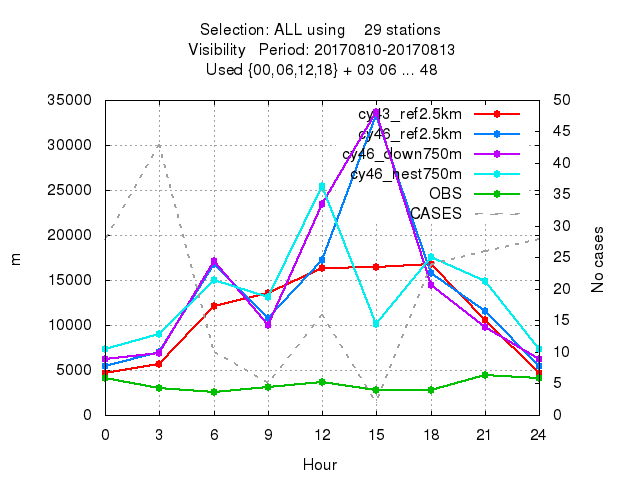 Selection: ALL using 29 stations
Visibility Period: 20170810-20170813
Used {00,06,12,18} + 03 06 ... 48
35000
30000
25000
20000
15000
10000
5000
0
m
50
45
40
35
30
25
20
15
10
5
0
No cases
cy43_ref2.5km
cy46_ref2.5km
cy46_down750m
cy46_nest750m
OBS
CASES
0 3 6 9 12 15 18 21 24
Hour